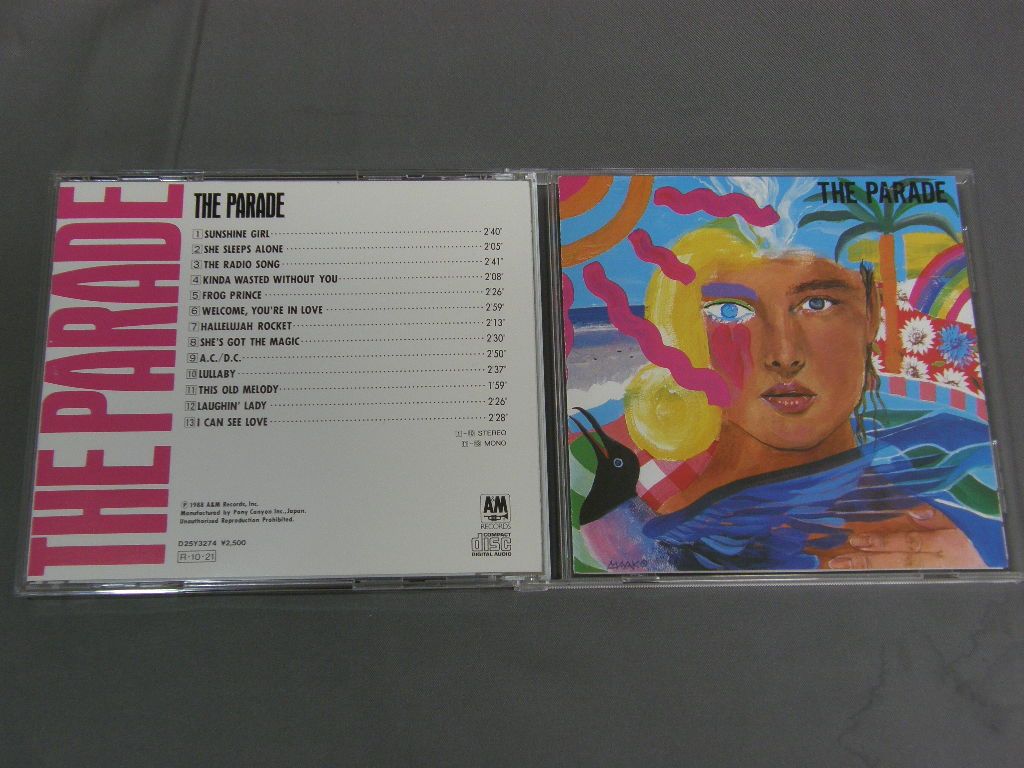 THE PARADE
THE PARADE
1 SUNSHINE GIRL 2'40"
2 SHE SLEEPS ALONE 2'05"
3 THE RADIO SONG 2'41"
4 KINDA WASTED WITHOUT YOU 2'08"
5 FROG PRINCE 2'26"
6 WELCOME, YOU'RE IN LOVE 2'59"
7 HALLELUJAH ROCKET 2'13"
8 SHE'S GOT THE MAGIC 2'30"
9 A.C./D.C. 2'50"
10 LULLABY 2'37"
11 THIS OLD MELODY 1'59"
12 LAUGHIN' LADY 2'26"
13 I CAN SEE LOVE 2'28"
STEREO
MONO
℗ 1988 A&M Records, Inc.
Manufactured by Pony Canyon Inc., Japan.
Unauthorized Reproduction Prohibited.
D25Y3274 ¥2,500
R-10·21
A&M
RECORDS
COMPACT
disc
DIGITAL AUDIO
THE PARADE